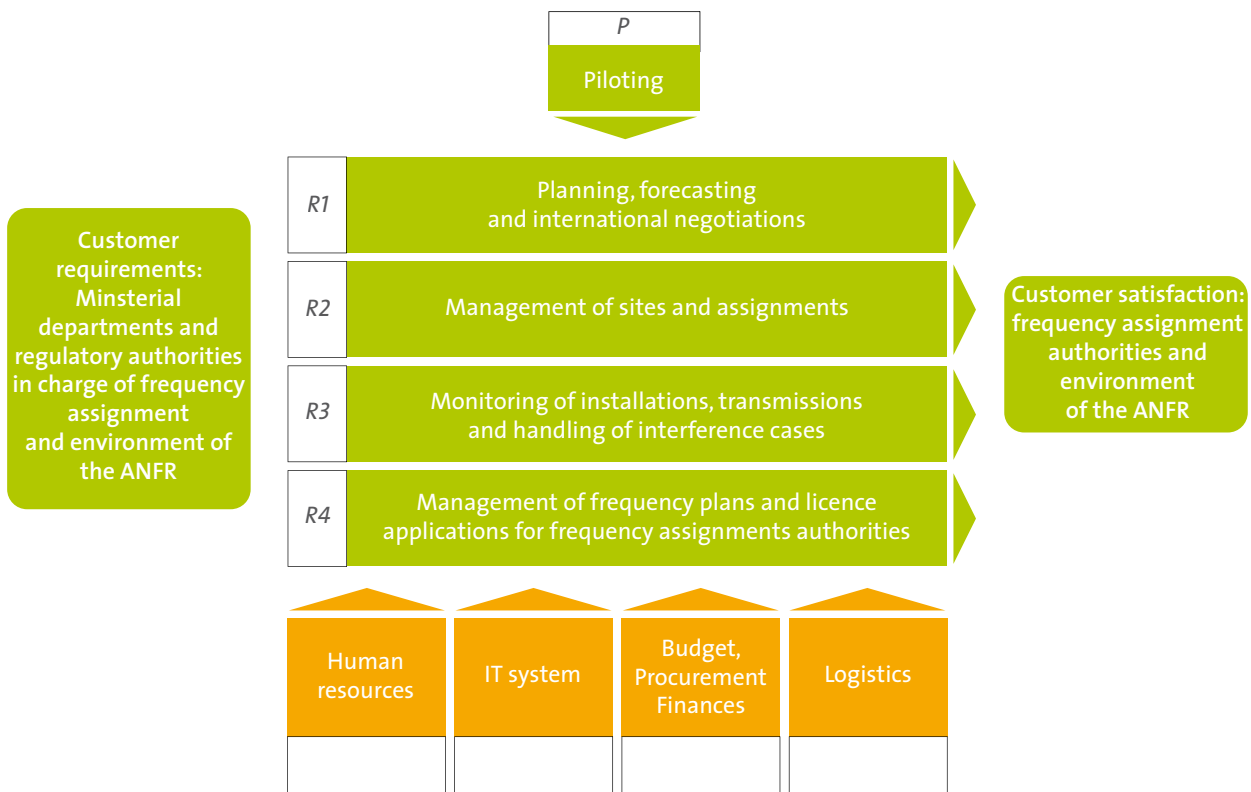 P
Piloting
Customer
requirements:
Minsterial
departments and
regulatory authorities
in charge of frequency
assignment
and environment of
the ANFR
R1
Planning, forecasting
and international negotiations
R2
Management of sites and assignments
R3
Monitoring of installations, transmissions
and handling of interference cases
R4
Management of frequency plans and licence
applications for frequency assignments authorities
Customer satisfaction:
frequency assignment
authorities and
environment
of the ANFR
Human
resources
IT system
Budget,
Procurement
Finances
Logistics